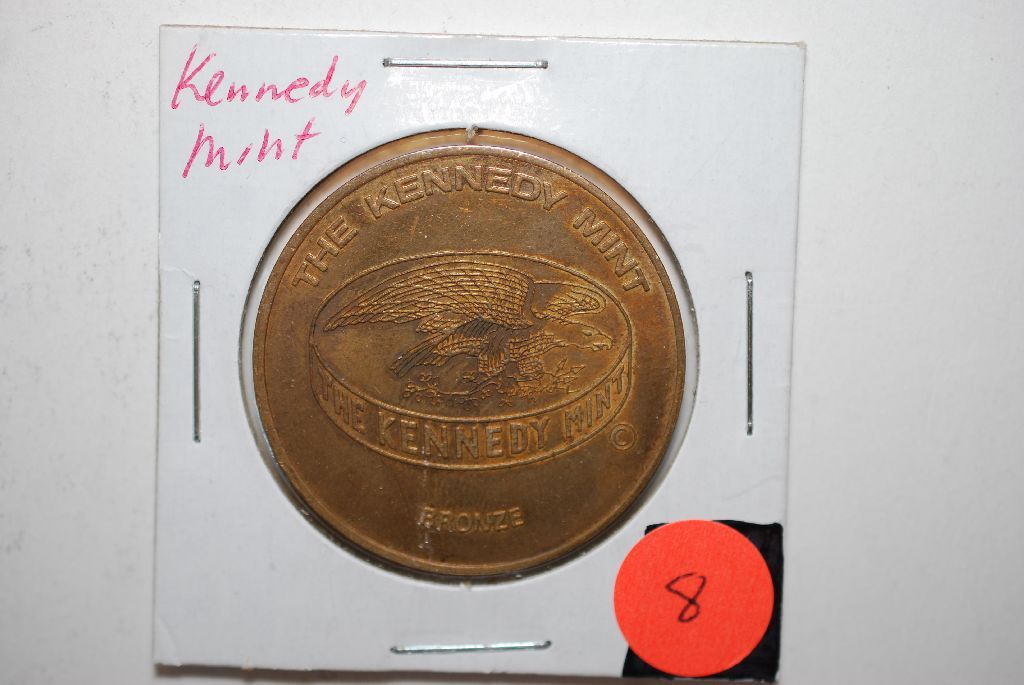 Kennedy
Mint
THE KENNEDY MINT
THE KENNEDY MINT
©
BRONZE
8